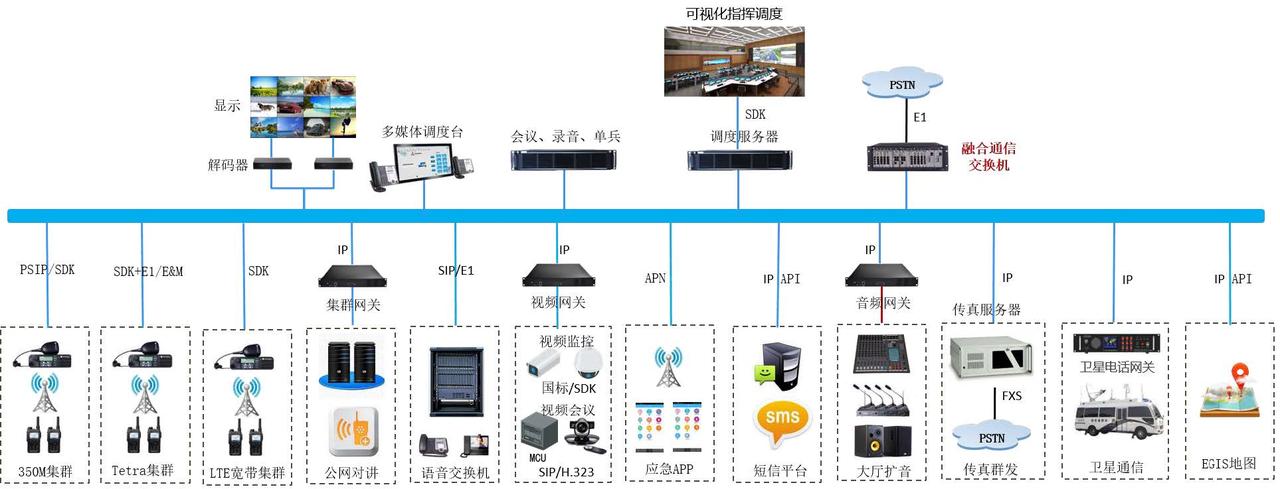 可视化指挥调度
PSTN
显示
SDK
E1
多媒体调度台
会议、录音、单兵
调度服务器
融合通信
交换机
解码器
IP
IP
IP
PSIP/SDK
SDK+E1/E&M
SDK
SIP/E1
APN
IP API
IP
IP
IP API
集群网关
视频网关
音频网关
传真服务器
视频监控
国标/SDK
视频会议
MCU
SIP/H.323
sms
FXS
PSTN
卫星电话网关
350M集群
Tetra集群
LTE宽带集群
公网对讲
语音交换机
应急APP
短信平台
大厅扩音
传真群发
卫星通信
EGIS地图